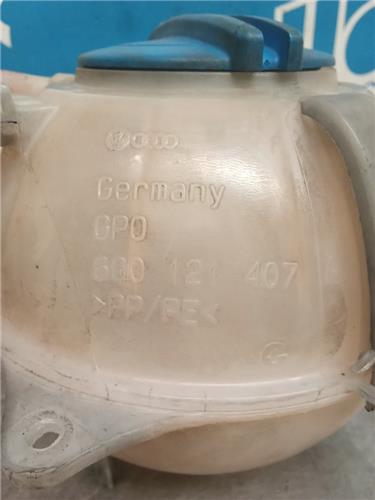 Germany
GPO
6Q0 121 407
>PP/PE<